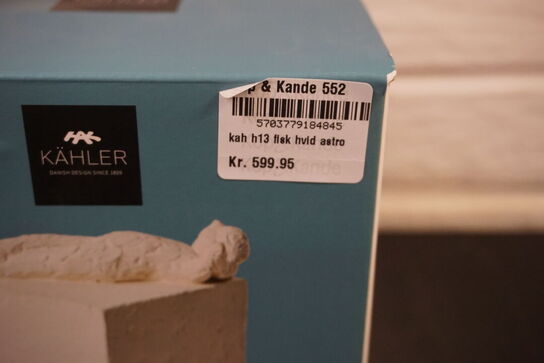 & Kande 552
5703779184845
kah h13 fisk hvid astro
Kr. 599.95
KÄHLER
DANISH DESIGN SINCE 1839